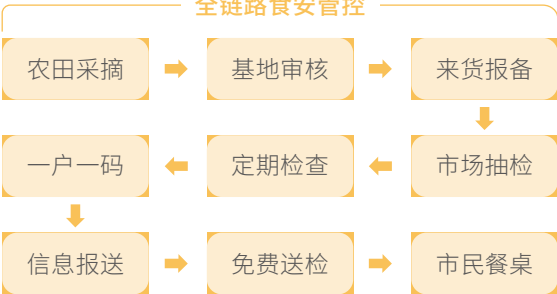 全链路食安管控
农田采摘
基地审核
来货报备
市场抽检
定期检查
一户一码
信息报送
免费送检
市民餐桌